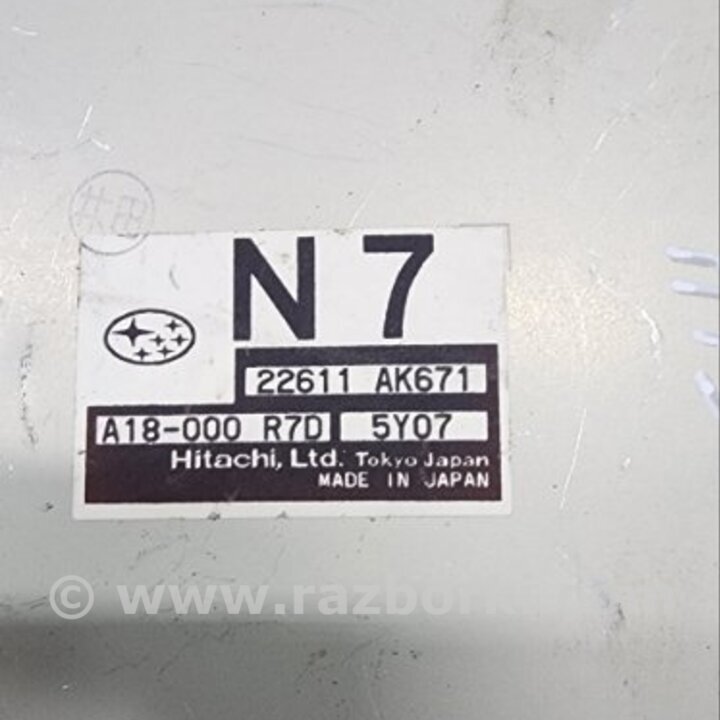 N7
22611 AK671
A18-000 R7D 5Y07
Hitachi, Ltd. Tokyo Japan
MADE IN JAPAN